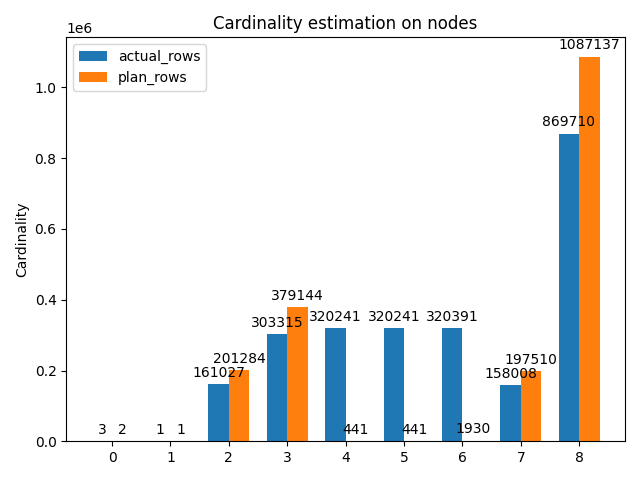 Cardinality estimation on nodes
1e6
actual_rows
plan_rows
Cardinality
1.0
0.8
0.6
0.4
0.2
0.0
3 2
1 1
161027 201284
303315 379144
320241 441
320241 441
320391 1930
158008 197510
869710 1087137
0 1 2 3 4 5 6 7 8